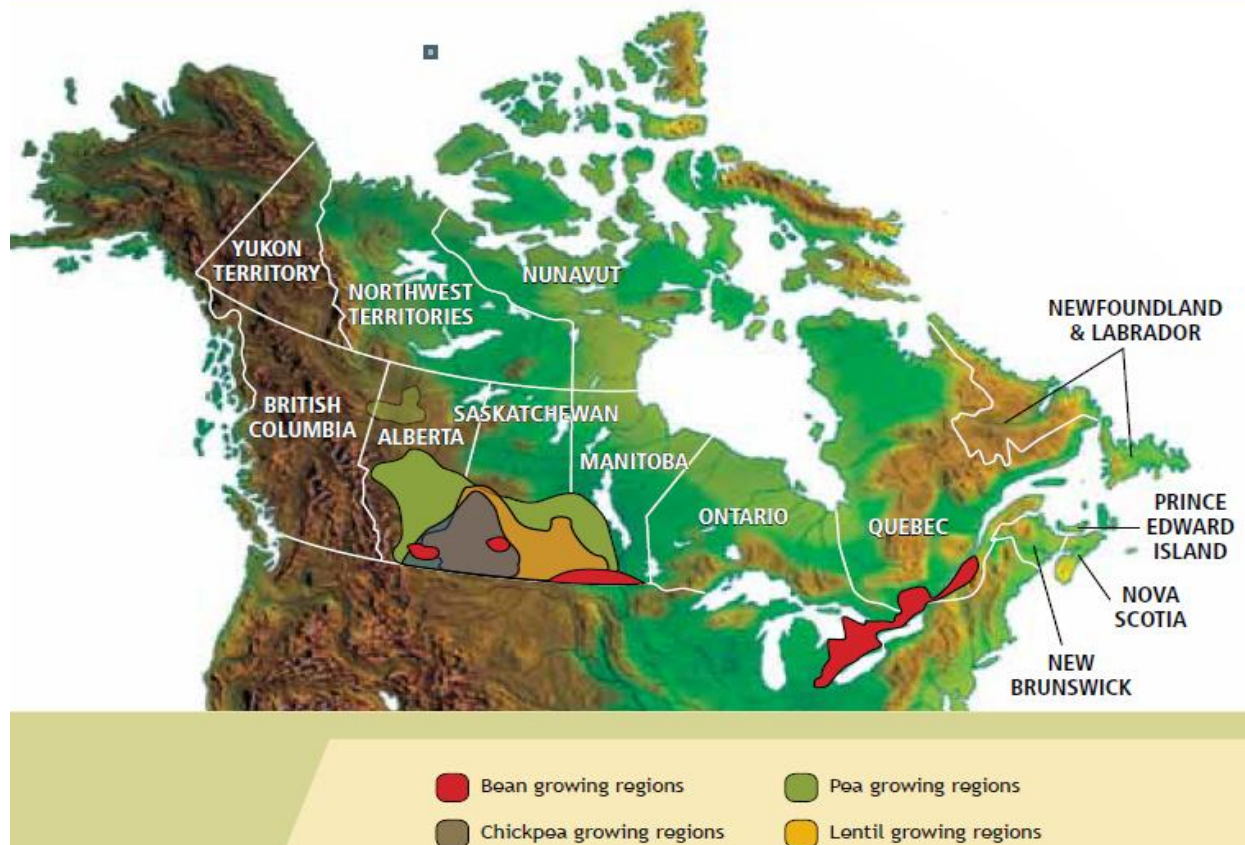 YUKON
TERRITORY
NORTHWEST
TERRITORIES
NUNAVUT
NEWFOUNDLAND
& LABRADOR
BRITISH
COLUMBIA
ALBERTA
SASKATCHEWAN
MANITOBA
ONTARIO
QUEBEC
PRINCE
EDWARD
ISLAND
NOVA
SCOTIA
NEW
BRUNSWICK
Bean growing regions
Pea growing regions
Chickpea growing regions
Lentil growing regions